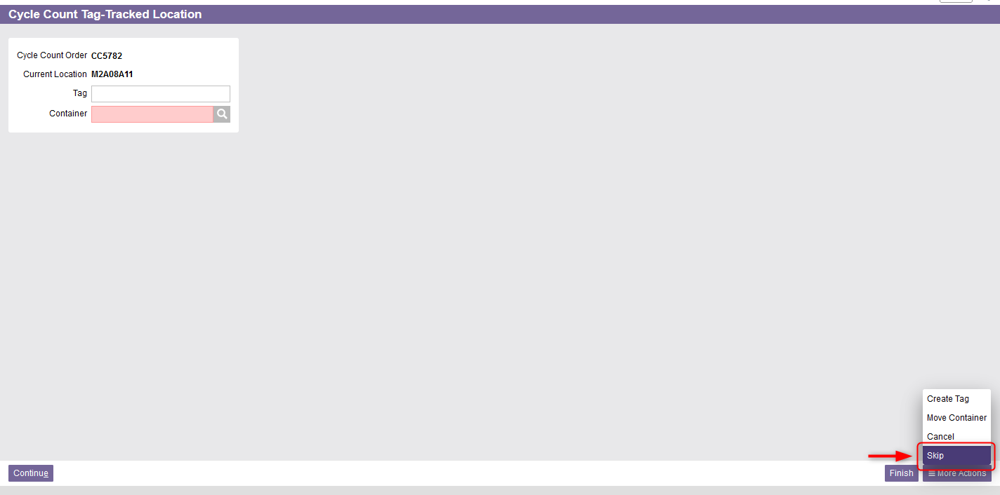 Cycle Count Tag-Tracked Location
Cycle Count Order CC5782
Current Location M2A08A11
Tag
Container
Create Tag
Move Container
Cancel
Skip
Continue
Finish
More Actions